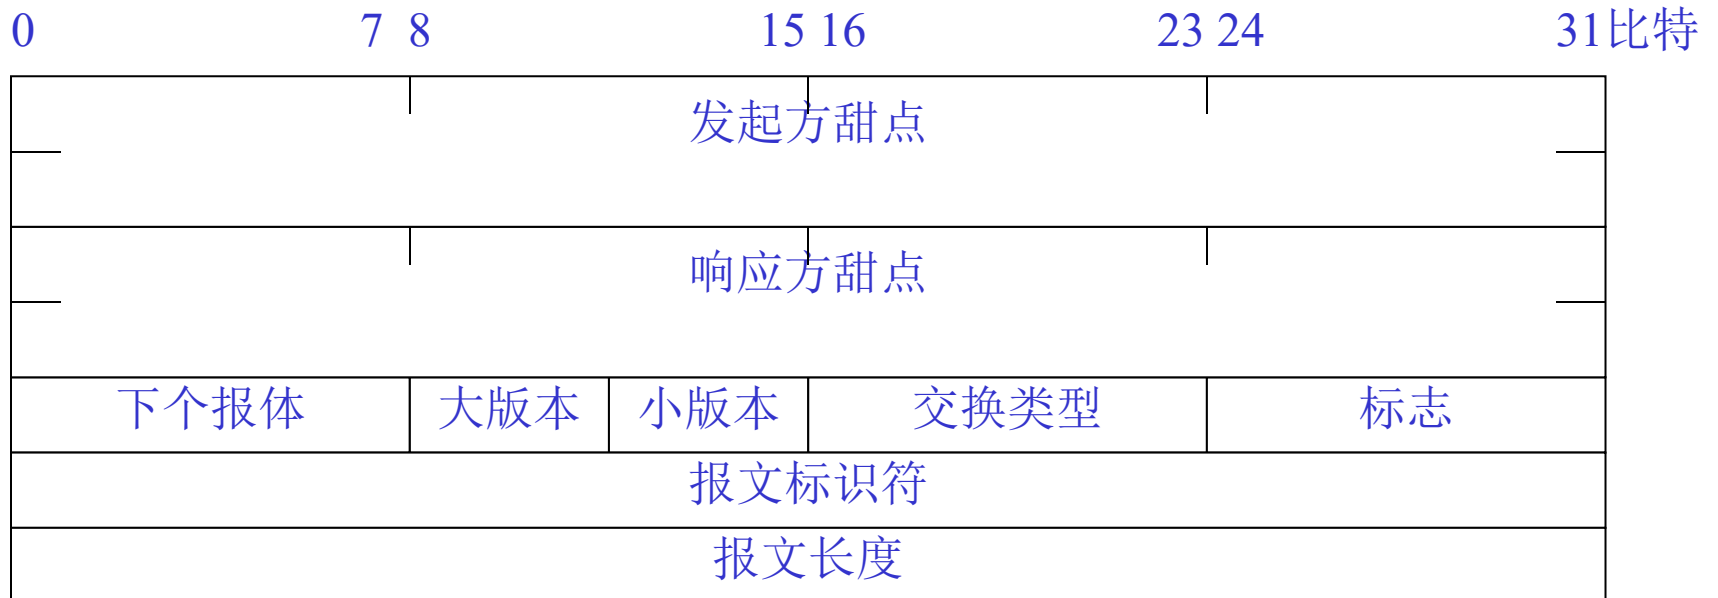 0 7 8 15 16 23 24 31比特
发起方甜点
响应方甜点
下个报体 大版本 小版本 交换类型 标志
报文标识符
报文长度